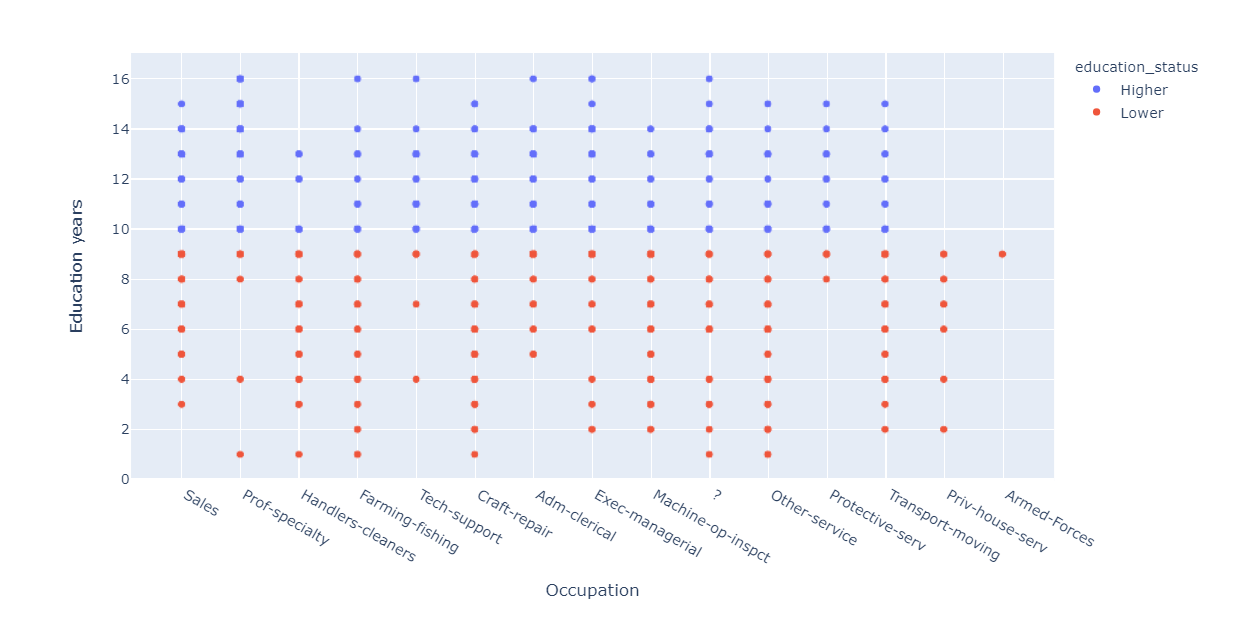 education_status
Higher
Lower
Education years
16
14
12
10
8
6
4
2
0
Sales
Prof-specialty
Handlers-cleaners
Farming-fishing
Tech-support
Craft-repair
Adm-clerical
Exec-managerial
Machine-op-inspct
?
Other-service
Protective-serv
Transport-moving
Priv-house-serv
Armed-Forces
Occupation